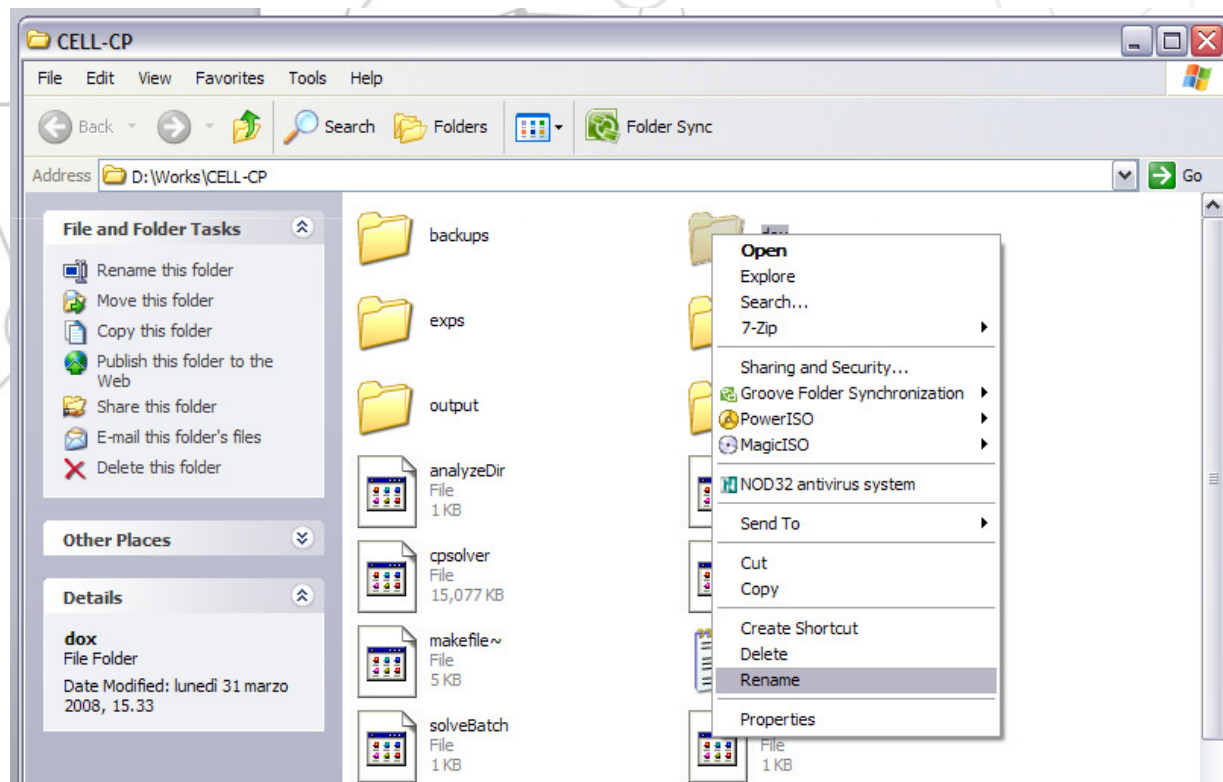 CELL-CP
File Edit View Favorites Tools Help
Back Search Folders Folder Sync
Address D:\Works\CELL-CP Go
File and Folder Tasks
Rename this folder
Move this folder
Copy this folder
Publish this folder to the
Web
Share this folder
E-mail this folder's files
Delete this folder
Other Places
Details
dox
File Folder
Date Modified: lunedì 31 marzo
2008, 15.33
backups
exps
output
analyzeDir
File
1 KB
cpsolver
File
15,077 KB
makefile~
File
5 KB
solveBatch
File
1 KB
Open
Explore
Search...
7-Zip
Sharing and Security...
Groove Folder Synchronization
PowerISO
MagicISO
NOD32 antivirus system
Send To
Cut
Copy
Create Shortcut
Delete
Rename
Properties
File
1 KB